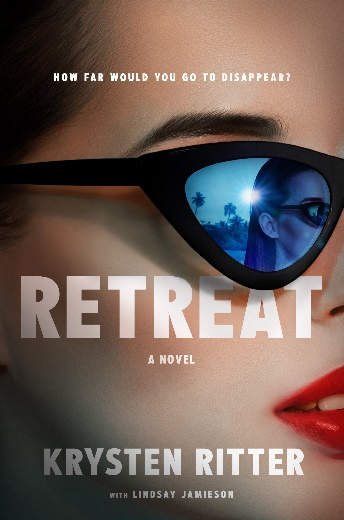 HOW FAR WOULD YOU GO TO DISAPPEAR?
RETREAT
A NOVEL
KRYSTEN RITTER
WITH LINDSAY JAMIESON